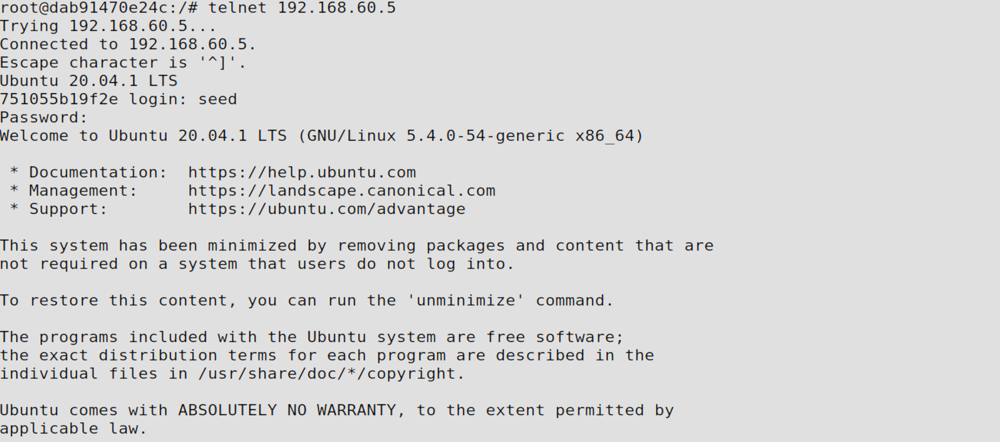 root@dab91470e24c:/# telnet 192.168.60.5
Trying 192.168.60.5...
Connected to 192.168.60.5.
Escape character is '^]'.
Ubuntu 20.04.1 LTS
751055b19f2e login: seed
Password:
Welcome to Ubuntu 20.04.1 LTS (GNU/Linux 5.4.0-54-generic x86_64)

 * Documentation:  https://help.ubuntu.com
 * Management:     https://landscape.canonical.com
 * Support:        https://ubuntu.com/advantage

This system has been minimized by removing packages and content that are
not required on a system that users do not log into.

To restore this content, you can run the 'unminimize' command.

The programs included with the Ubuntu system are free software;
the exact distribution terms for each program are described in the
individual files in /usr/share/doc/*/copyright.

Ubuntu comes with ABSOLUTELY NO WARRANTY, to the extent permitted by
applicable law.